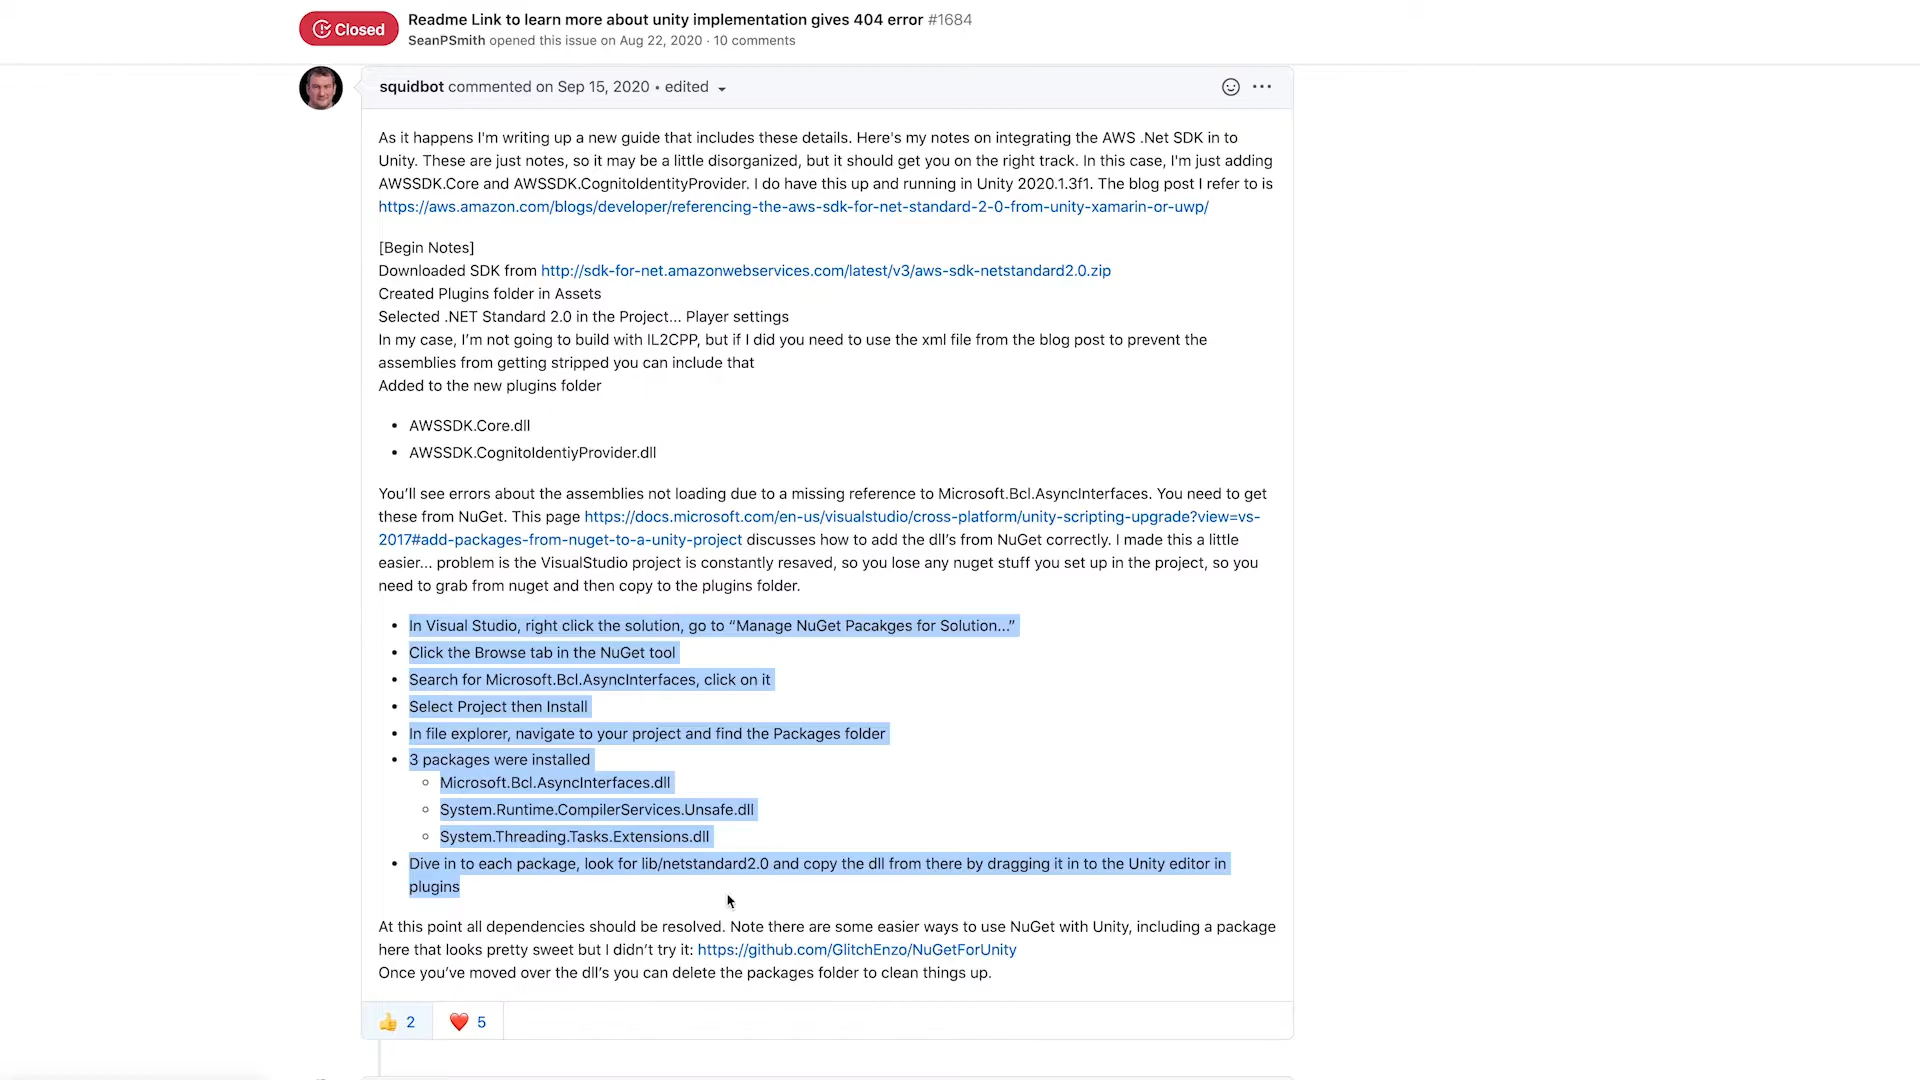 Closed
Readme Link to learn more about unity implementation gives 404 error #1684
SeanPSmith opened this issue on Aug 22, 2020 · 10 comments
squidbot commented on Sep 15, 2020 • edited
As it happens I'm writing up a new guide that includes these details. Here's my notes on integrating the AWS .Net SDK in to
Unity. These are just notes, so it may be a little disorganized, but it should get you on the right track. In this case, I'm just adding
AWSSDK.Core and AWSSDK.CognitoIdentityProvider. I do have this up and running in Unity 2020.1.3f1. The blog post I refer to is
https://aws.amazon.com/blogs/developer/referencing-the-aws-sdk-for-net-standard-2-0-from-unity-xamarin-or-uwp/
[Begin Notes]
Downloaded SDK from http://sdk-for-net.amazonwebservices.com/latest/v3/aws-sdk-netstandard2.0.zip
Created Plugins folder in Assets
Selected .NET Standard 2.0 in the Project... Player settings
In my case, I’m not going to build with IL2CPP, but if I did you need to use the xml file from the blog post to prevent the
assemblies from getting stripped you can include that
Added to the new plugins folder
• AWSSDK.Core.dll
• AWSSDK.CognitoIdentiyProvider.dll
You’ll see errors about the assemblies not loading due to a missing reference to Microsoft.Bcl.AsyncInterfaces. You need to get
these from NuGet. This page https://docs.microsoft.com/en-us/visualstudio/cross-platform/unity-scripting-upgrade?view=vs-
2017#add-packages-from-nuget-to-a-unity-project discusses how to add the dll’s from NuGet correctly. I made this a little
easier... problem is the VisualStudio project is constantly resaved, so you lose any nuget stuff you set up in the project, so you
need to grab from nuget and then copy to the plugins folder.
• In Visual Studio, right click the solution, go to “Manage NuGet Pacakges for Solution...”
• Click the Browse tab in the NuGet tool
• Search for Microsoft.Bcl.AsyncInterfaces, click on it
• Select Project then Install
• In file explorer, navigate to your project and find the Packages folder
• 3 packages were installed
◦ Microsoft.Bcl.AsyncInterfaces.dll
◦ System.Runtime.CompilerServices.Unsafe.dll
◦ System.Threading.Tasks.Extensions.dll
• Dive in to each package, look for lib/netstandard2.0 and copy the dll from there by dragging it in to the Unity editor in
plugins
At this point all dependencies should be resolved. Note there are some easier ways to use NuGet with Unity, including a package
here that looks pretty sweet but I didn’t try it: https://github.com/GlitchEnzo/NuGetForUnity
Once you’ve moved over the dll’s you can delete the packages folder to clean things up.
👍 2 ❤️ 5